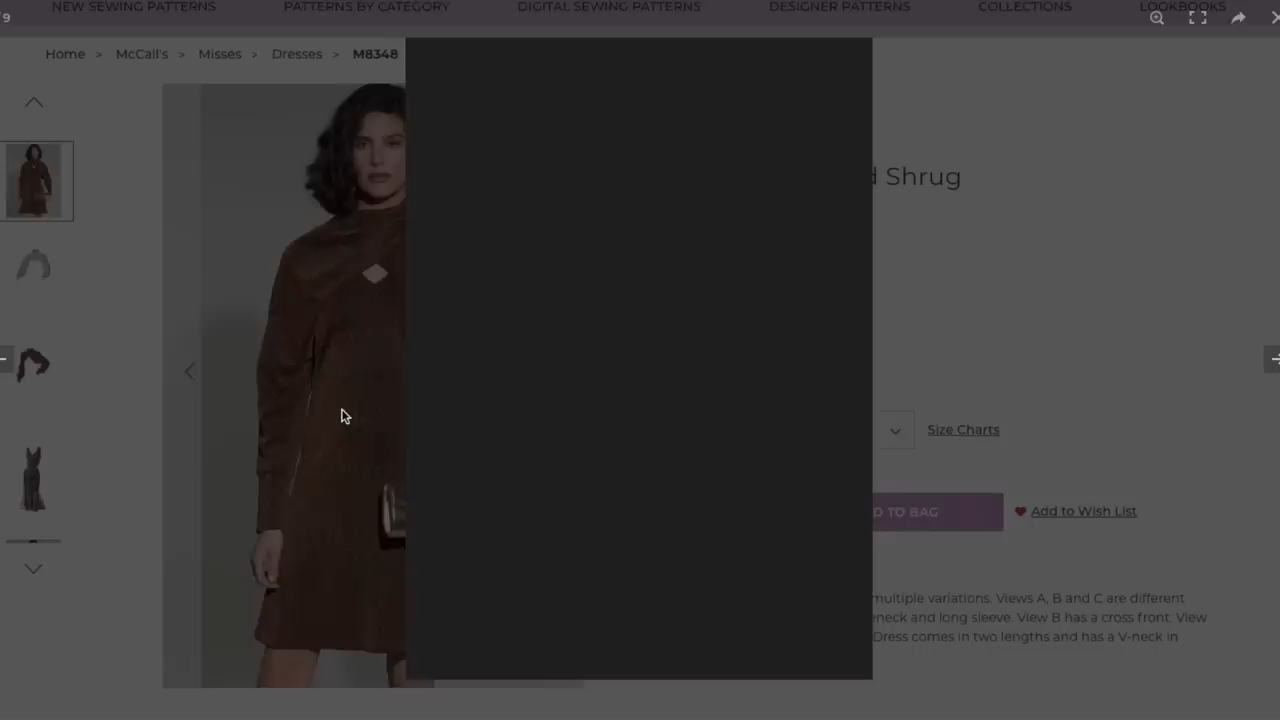 NEW SEWING PATTERNS PATTERNS BY CATEGORY DIGITAL SEWING PATTERNS DESIGNER PATTERNS COLLECTIONS LOOKBOOKS
9
Home > McCall's > Misses > Dresses > M8348
Shrug
Size Charts
TO BAG
Add to Wish List
multiple variations. Views A, B and C are different
and long sleeve. View B has a cross front. View
Dress comes in two lengths and has a V-neck in